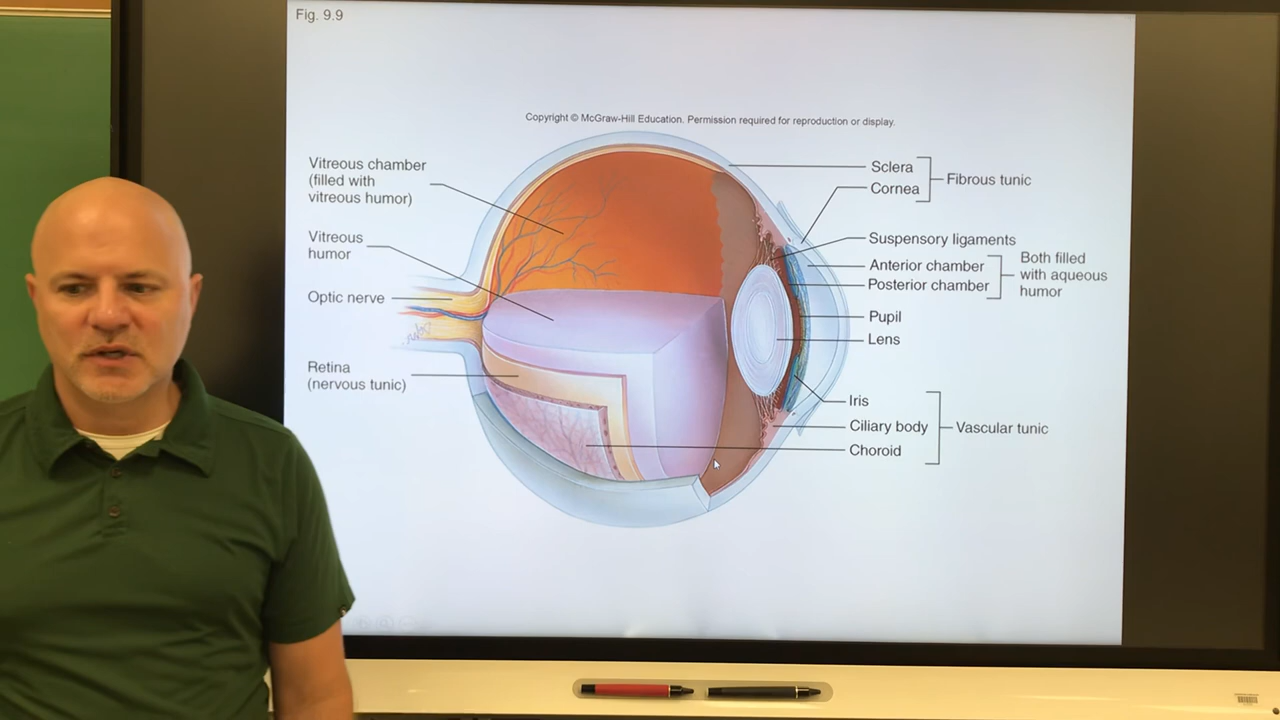 Fig. 9.9
Copyright © McGraw-Hill Education. Permission required for reproduction or display.
Vitreous chamber
(filled with
vitreous humor)
Vitreous
humor
Optic nerve
Retina
(nervous tunic)
Sclera
Cornea
Fibrous tunic
Suspensory ligaments
Anterior chamber
Posterior chamber
Both filled
with aqueous
humor
Pupil
Lens
Iris
Ciliary body
Choroid
Vascular tunic